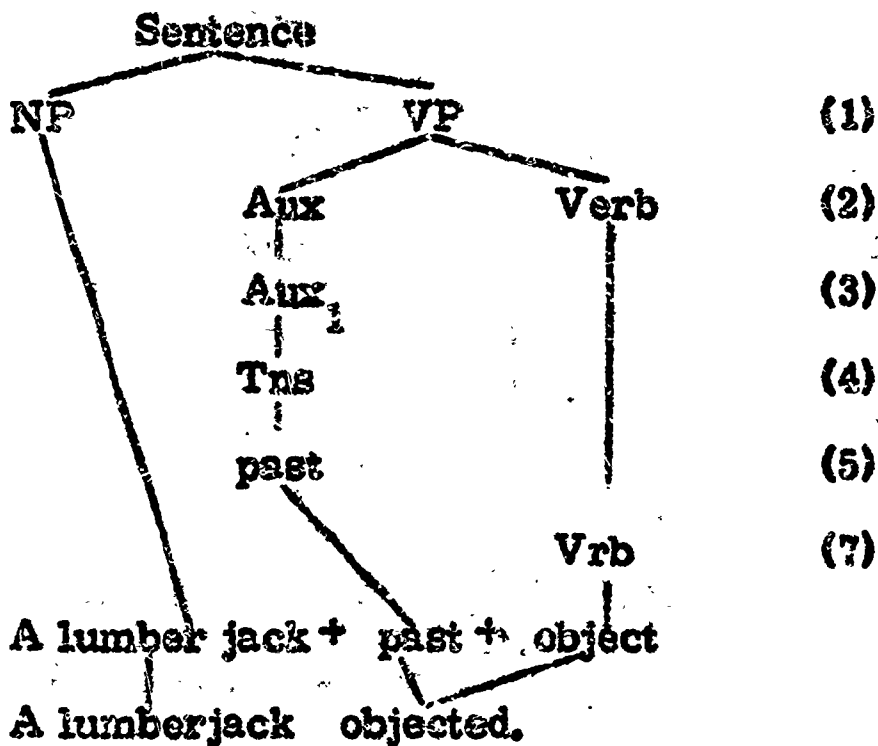 Sentence
NP VP (1)
Aux Verb (2)
Aux (3)
Tns (4)
past (5)
Vrb (7)
A lumber jack + past + object
A lumberjack objected.